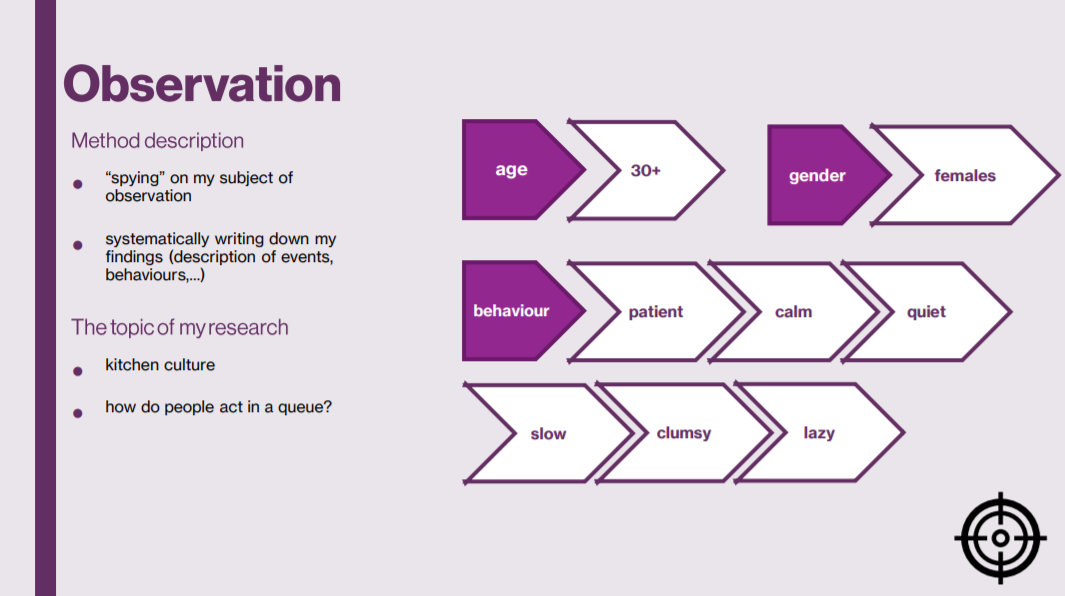 Observation
Method description
“spying” on my subject of
observation
systematically writing down my
findings (description of events,
behaviours,...)
The topic of my research
kitchen culture
how do people act in a queue?
age
30+
gender
females
behaviour
patient
calm
quiet
slow
clumsy
lazy